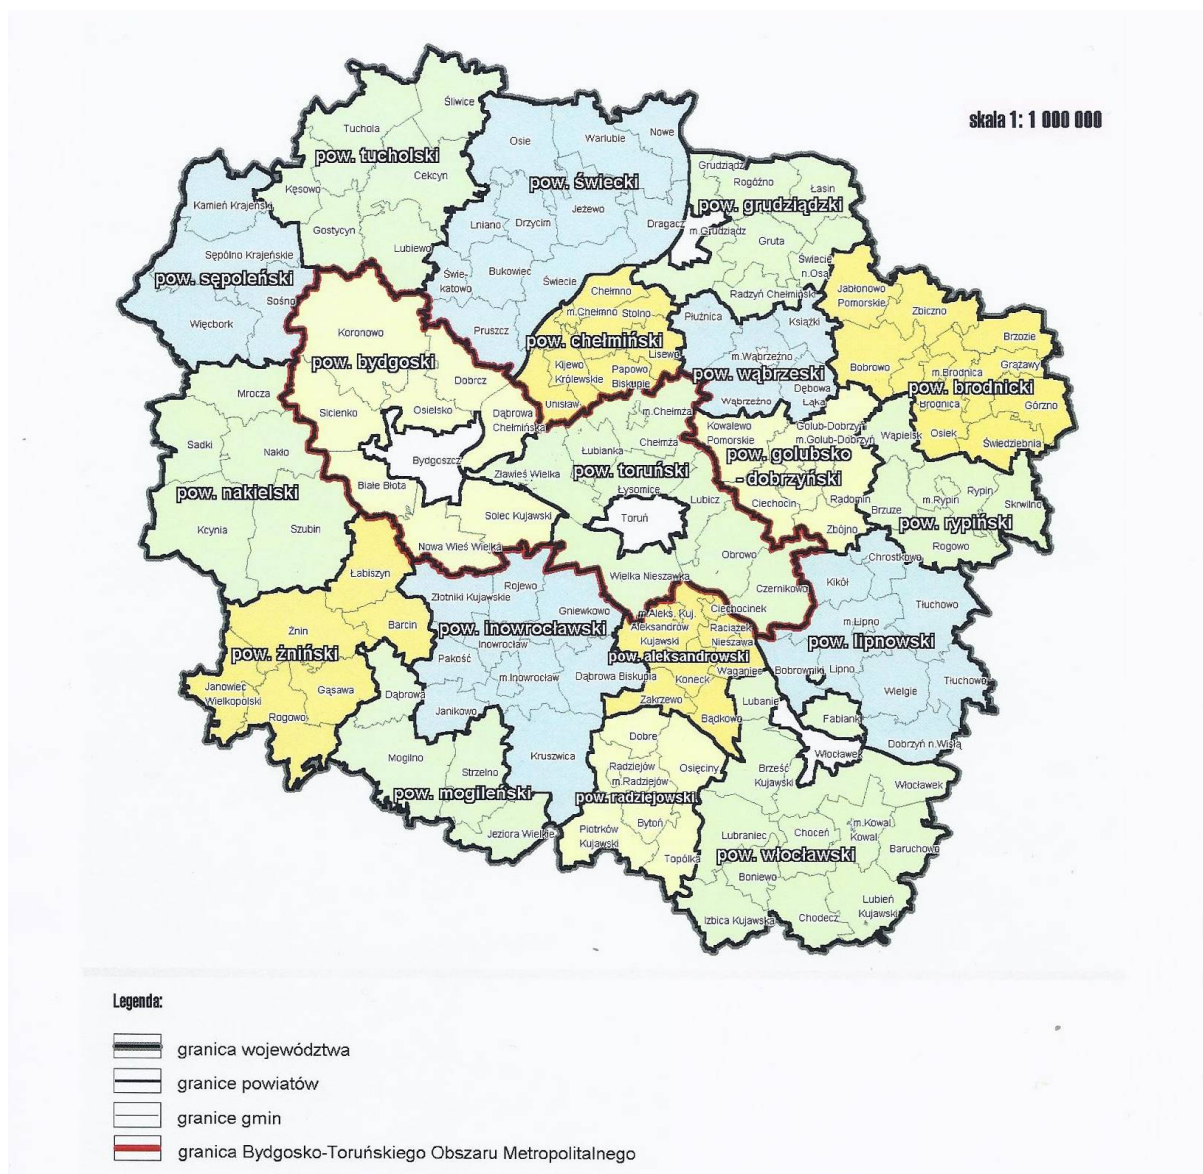 skala 1: 1 000 000
Śliwice
Tuchola
pow. tucholski
Cekcyn
Kęsowo
Gostycyn
Lubiewo
Osie
Warlubie
Nowe
pow. świecki
Jeżewo
Lniano
Drzycim
Dragacz
Świe-
katowo
Bukowiec
Świecie
Pruszcz
Grudziądz
Rogóźno
Łasin
pow. grudziądzki
m.Grudziądz
Gruta
Świecie
n.Osą
Radzyń Chełmiński
Kamień Krajeński
Sępólno Krajeńskie
pow. sępoleński
Sośno
Więcbork
Koronowo
pow. bydgoski
Dobrcz
Sicienko
Osielsko
Dąbrowa
Chełmińska
Bydgoszcz
Białe Błota
Solec Kujawski
Nowa Wieś Wielka
Chełmno
m.Chełmno
Stolno
pow. chełmiński
Lisewo
Kijewo
Królewskie
Papowo
Biskupie
Unisław
Płużnica
Książki
m.Wąbrzeźno
pow. wąbrzeski
Dębowa
Łąka
Wąbrzeźno
Jabłonowo
Pomorskie
Zbiczno
Brzozie
Bobrowo
m.Brodnica
Grążawy
pow. brodnicki
Brodnica
Górzno
Osiek
Świedziebnia
Mrocza
Sadki
Nakło
pow. nakielski
Kcynia
Szubin
m.Chełmża
Chełmża
Łubianka
Zławieś Wielka
pow. toruński
Łysomice
Lubicz
Toruń
Obrowo
Wielka Nieszawka
Czernikowo
Kowalewo
Pomorskie
Golub-Dobrzyń
m.Golub-Dobrzyń
pow. golubsko
- dobrzyński
Ciechocin
Radomin
Zbójno
Wąpielsk
Rypin
m.Rypin
Skrwilno
Brzuze
pow. rypiński
Rogowo
Łabiszyn
Żnin
Barcin
pow. żniński
Janowiec
Wielkopolski
Gąsawa
Rogowo
Rojewo
Złotniki Kujawskie
Gniewkowo
pow. inowrocławski
Inowrocław
Pakość
m.Inowrocław
Dąbrowa Biskupia
Janikowo
Kruszwica
Ciechocinek
m.Aleks. Kuj.
Aleksandrów
Kujawski
Raciążek
Nieszawa
pow. aleksandrowski
Waganiec
Koneck
Zakrzewo
Bądkowo
Chrostkowo
Kikół
Tłuchowo
m.Lipno
pow. lipnowski
Bobrowniki
Lipno
Tłuchowo
Wielgie
Dobrzyń n.Wisłą
Dąbrowa
Mogilno
Strzelno
pow. mogileński
Jeziora Wielkie
Dobre
Radziejów
m.Radziejów
Osięciny
pow. radziejowski
Piotrków
Kujawski
Bytoń
Topólka
Lubanie
Fabianki
Włocławek
Brześć
Kujawski
Włocławek
m.Kowal
Kowal
Lubraniec
Choceń
Baruchowo
pow. włocławski
Boniewo
Lubień
Kujawski
Izbica Kujawska
Chodecz
Legenda:
granica województwa
granice powiatów
granice gmin
granica Bydgosko-Toruńskiego Obszaru Metropolitalnego